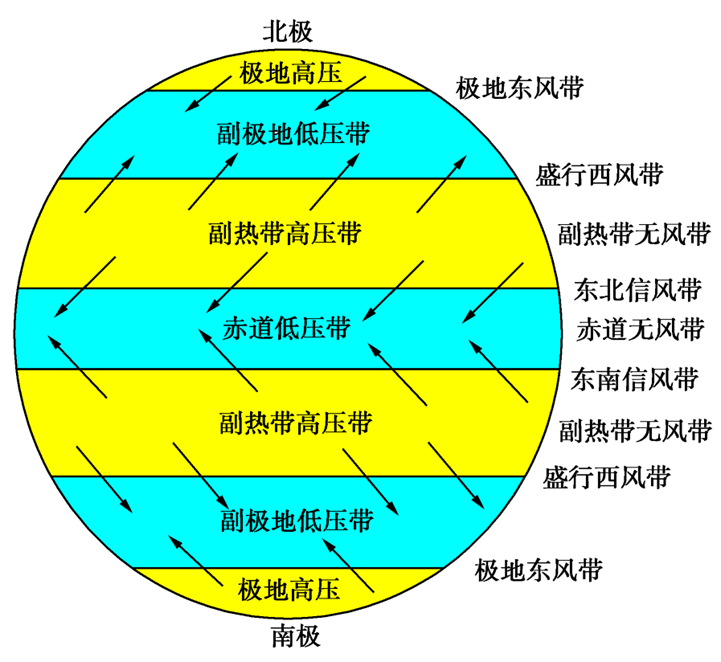 北极
极地高压
极地东风带
副极地低压带
盛行西风带
副热带高压带
副热带无风带
东北信风带
赤道低压带
赤道无风带
东南信风带
副热带高压带
副热带无风带
盛行西风带
副极地低压带
极地东风带
极地高压
南极